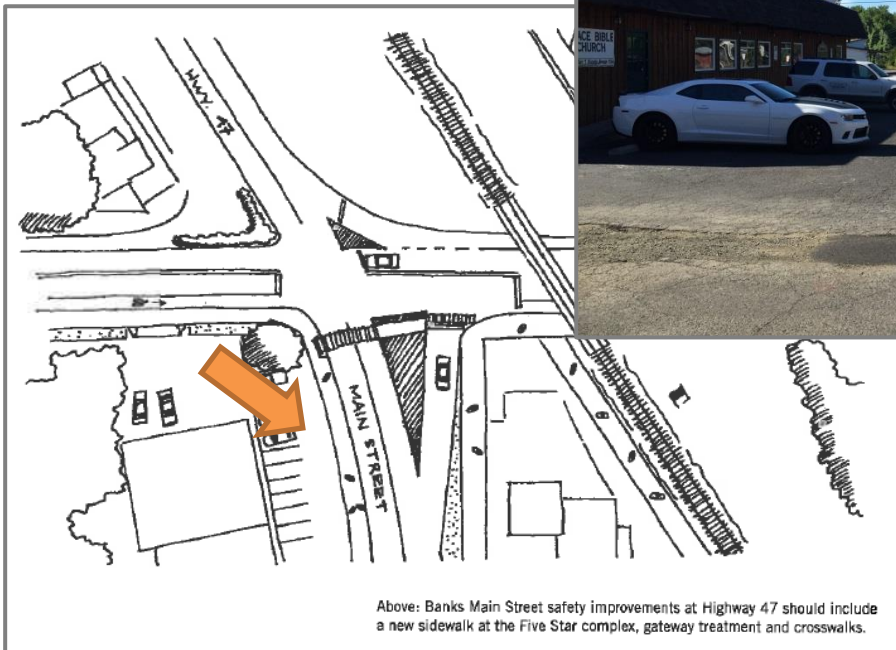 ACE BIBLE
CHURCH
HWY. 47
MAIN STREET
Above: Banks Main Street safety improvements at Highway 47 should include
a new sidewalk at the Five Star complex, gateway treatment and crosswalks.